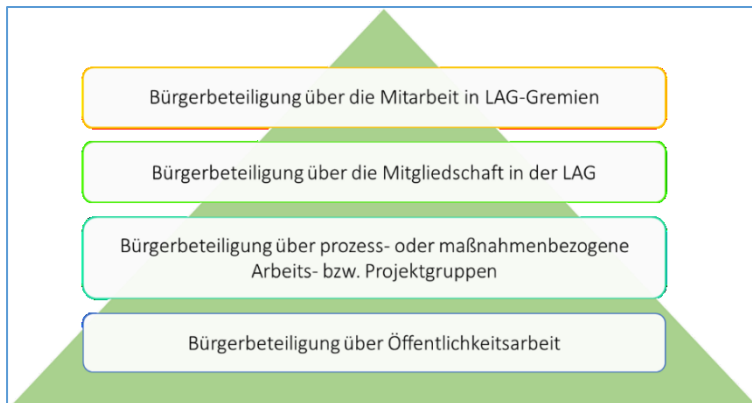 Bürgerbeteiligung über die Mitarbeit in LAG-Gremien
Bürgerbeteiligung über die Mitgliedschaft in der LAG
Bürgerbeteiligung über prozess- oder maßnahmenbezogene
Arbeits- bzw. Projektgruppen
Bürgerbeteiligung über Öffentlichkeitsarbeit